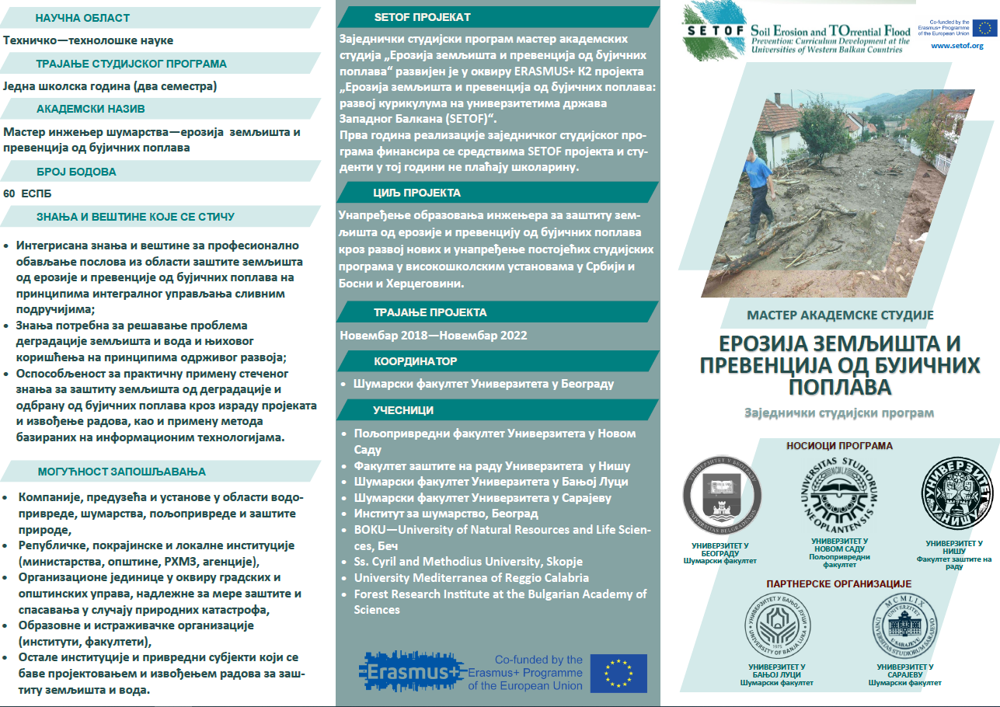 НАУЧНА ОБЛАСТ
Техничко—технолошке науке
ТРАЈАЊЕ СТУДИЈСКОГ ПРОГРАМА
Једна школска година (два семестра)
АКАДЕМСКИ НАЗИВ
Мастер инжењер шумарства—ерозија земљишта и
превенција од бујичних поплава
БРОЈ БОДОВА
60 ЕСПБ
ЗНАЊА И ВЕШТИНЕ КОЈЕ СЕ СТИЧУ
• Интегрисана знања и вештине за професионално
обављање послова из области заштите земљишта
од ерозије и превенције од бујичних поплава на
принципима интегралног управљања сливним
подручијима;
• Знања потребна за решавање проблема
деградације земљишта и вода и њиховог
коришћења на принципима одрживог развоја;
• Оспособљеност за практичну примену стеченог
знања за заштиту земљишта од деградације и
одбрану од бујичних поплава кроз израду пројеката
и извођење радова, као и примену метода
базираних на информационим технологијама.
МОГУЋНОСТ ЗАПОШЉАВАЊА
• Компаније, предузећа и установе у области водо-
привреде, шумарства, пољопривреде и заштите
природе,
• Републичке, покрајинске и локалне институције
(министарства, општине, РХМЗ, агенције),
• Организационе јединице у оквиру градских и
општинских управа, надлежне за мере заштите и
спасавања у случају природних катастрофа,
• Образовне и истраживачке организације
(институти, факултети),
• Остале институције и привредни субјекти који се
баве пројектовањем и извођењем радова за заш-
титу земљишта и вода.
SETOF ПРОЈЕКАТ
Заједнички студијски програм мастер академских
студија „Ерозија земљишта и превенција од бујичних
поплава“ развијен је у оквиру ERASMUS+ К2 пројекта
„Ерозија земљишта и превенција од бујичних поплава:
развој курикулума на универзитетима држава
Западног Балкана (SETOF)“.
Прва година реализације заједничког студијског про-
грама финансира се средствима SETOF пројекта и сту-
денти у тој години не плаћају школарину.
ЦИЉ ПРОЈЕКТА
Унапређење образовања инжењера за заштиту зем-
љишта од ерозије и превенцију од бујичних поплава
кроз развој нових и унапређење постојећих студијских
програма у високошколским установама у Србији и
Босни и Херцеговини.
ТРАЈАЊЕ ПРОЈЕКТА
Новембар 2018—Новембар 2022
КООРДИНАТОР
• Шумарски факултет Универзитета у Београду
УЧЕСНИЦИ
• Пољопривредни факултет Универзитета у Новом
Саду
• Факултет заштите на раду Универзитета у Нишу
• Шумарски факултет Универзитета у Бањој Луци
• Шумарски факултет Универзитета у Сарајеву
• Институт за шумарство, Београд
• BOKU—University of Natural Resources and Life Scien-
ces, Беч
• Ss. Cyril and Methodius University, Skopje
• University Mediterranea of Reggio Calabria
• Forest Research Institute at the Bulgarian Academy of
Sciences
Erasmus+
Co-funded by the
Erasmus+ Programme
of the European Union
SETOF
Soil Erosion and TOrrential Flood
Prevention: Curriculum Development at the
Universities of Western Balkan Countries
Co-funded by the
Erasmus+ Programme
of the European Union
www.setof.org
МАСТЕР АКАДЕМСКЕ СТУДИЈЕ
ЕРОЗИЈА ЗЕМЉИШТА И
ПРЕВЕНЦИЈА ОД БУЈИЧНИХ
ПОПЛАВА
Заједнички студијски програм
НОСИОЦИ ПРОГРАМА
УНИВЕРЗИТЕТ У БЕОГРАДУ
UNIVERSITAS BELGRADENSIS
UNIVERSITAS STUDIORUM
MCMLX
NEOPLANTENSIS
УНИВЕРЗИТЕТ
У НИШУ
УНИВЕРЗИТЕТ У
БЕОГРАДУ
Шумарски факултет
УНИВЕРЗИТЕТ У
НОВОМ САДУ
Пољопривредни
факултет
УНИВЕРЗИТЕТ У
НИШУ
Факултет заштите на
раду
ПАРТНЕРСКЕ ОРГАНИЗАЦИЈЕ
УНИВЕРЗИТЕТ У БАЊОЈ ЛУЦИ
1975
UNIVERSITY OF BANJA LUKA
MCMXLIX
UNIVERZITET
U SARAJEVU
UNIVERSITAS STUDIORUM SARAJEVO
УНИВЕРЗИТЕТ У
БАЊОЈ ЛУЦИ
Шумарски факултет
УНИВЕРЗИТЕТ У
САРАЈЕВУ
Шумарски факултет